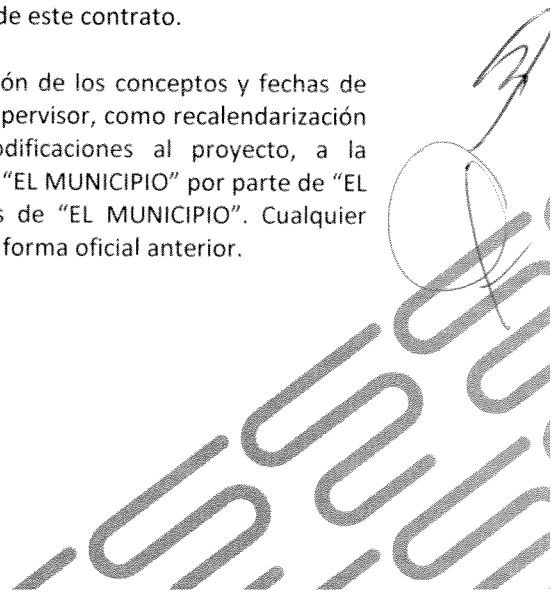 de este contrato.
ón de los conceptos y fechas de
pervisor, como recalendarización
odificaciones al proyecto, a la
“EL MUNICIPIO” por parte de “EL
s de “EL MUNICIPIO”. Cualquier
forma oficial anterior.